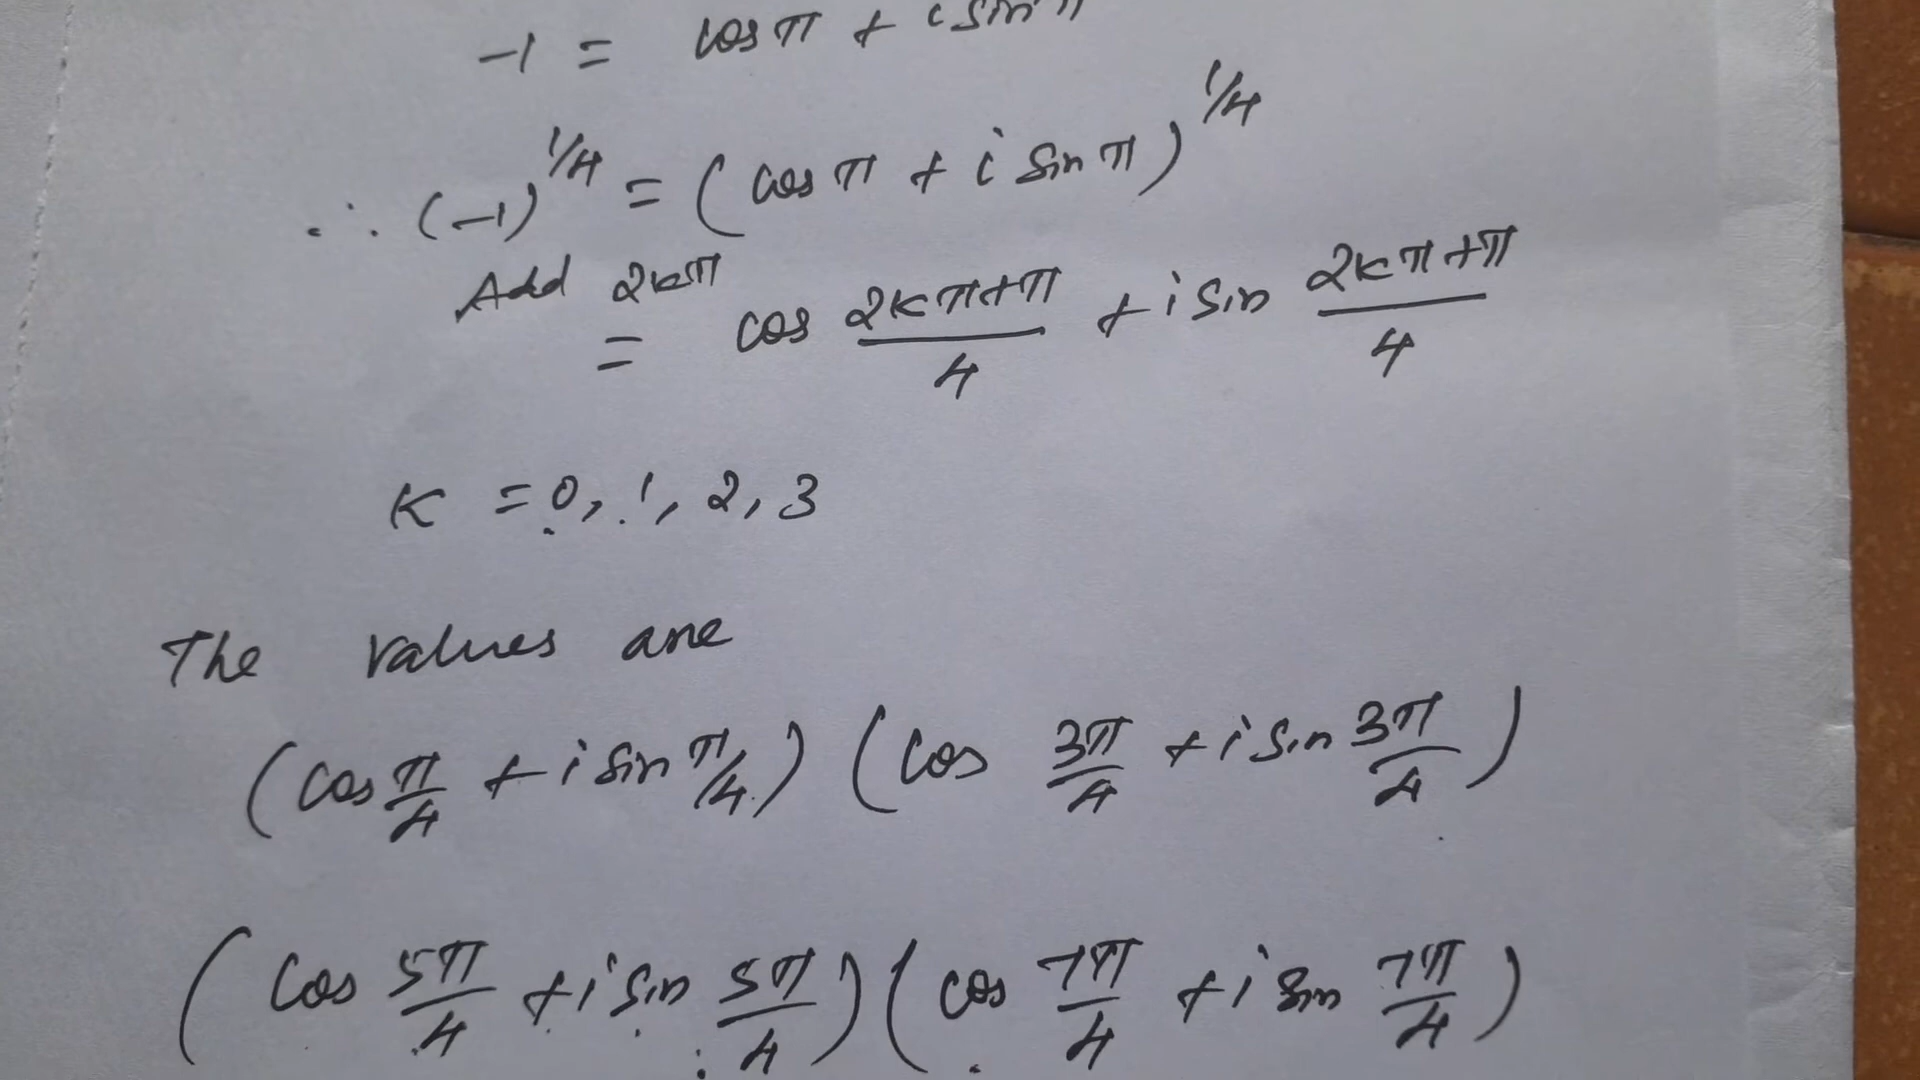 -1 = cos π + i sin π
∴ (-1)^1/4 = (cos π + i sin π)^1/4
Add 2kπ
= cos 2kπ+π/4 + i sin 2kπ+π/4
K = 0, 1, 2, 3
The values are
(cos π/4 + i sin π/4) (cos 3π/4 + i sin 3π/4)
(cos 5π/4 + i sin 5π/4) (cos 7π/4 + i sin 7π/4)